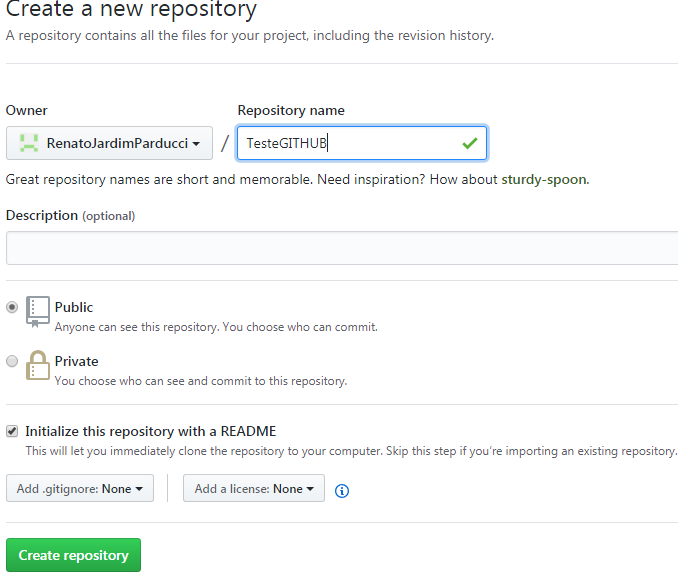 Create a new repository
A repository contains all the files for your project, including the revision history.
Owner
Repository name
RenatoJardimParducci / TesteGITHUB
Great repository names are short and memorable. Need inspiration? How about sturdy-spoon.
Description (optional)
Public
Anyone can see this repository. You choose who can commit.
Private
You choose who can see and commit to this repository.
Initialize this repository with a README
This will let you immediately clone the repository to your computer. Skip this step if you're importing an existing repository.
Add .gitignore: None
Add a license: None
Create repository